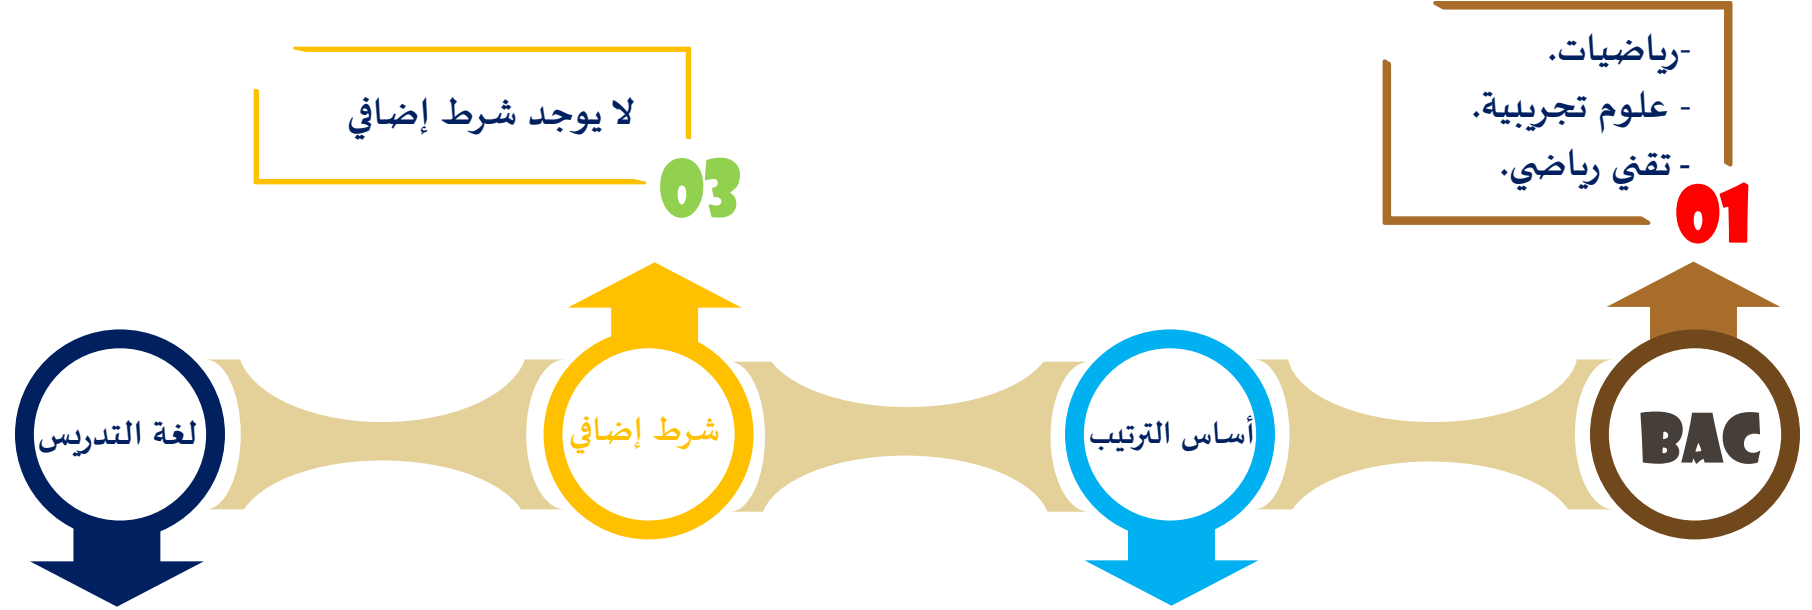 -رياضيات.
- علوم تجريبية.
- تقني رياضي.
01
BAC
أساس الترتيب
لا يوجد شرط إضافي
03
شرط إضافي
لغة التدريس